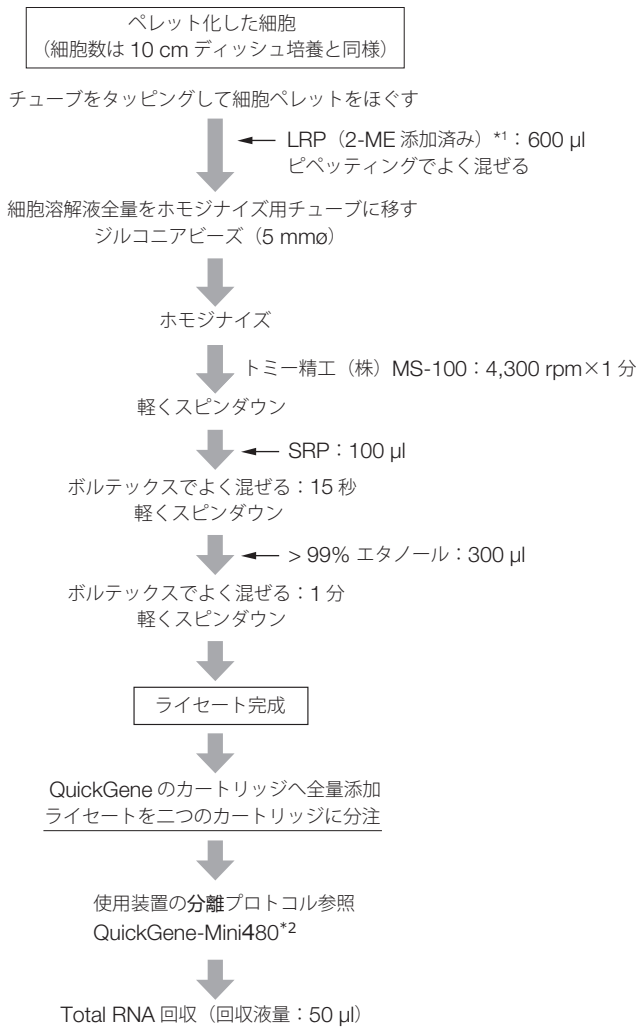 ペレット化した細胞
（細胞数は 10 cm ディッシュ培養と同様）
チューブをタッピングして細胞ペレットをほぐす
LRP（2-ME 添加済み）*1：600 µl
ピペッティングでよく混ぜる
細胞溶解液全量をホモジナイズ用チューブに移す
ジルコニアビーズ（5 mmø）
ホモジナイズ
トミー精工（株）MS-100：4,300 rpm×1 分
軽くスピンダウン
SRP：100 µl
ボルテックスでよく混ぜる：15 秒
軽くスピンダウン
> 99% エタノール：300 µl
ボルテックスでよく混ぜる：1 分
軽くスピンダウン
ライセート完成
QuickGene のカートリッジへ全量添加
ライセートを二つのカートリッジに分注
使用装置の分離プロトコル参照
QuickGene-Mini480*2
Total RNA 回収（回収液量：50 µl）